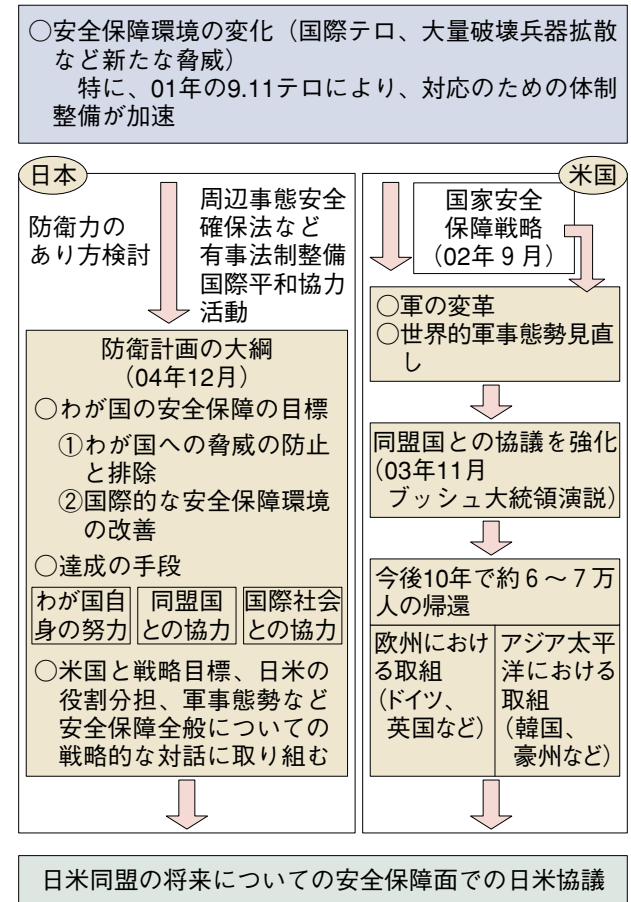 ○安全保障環境の変化（国際テロ、大量破壊兵器拡散
など新たな脅威）
特に、01年の9.11テロにより、対応のための体制
整備が加速
日本
防衛力の
あり方検討
周辺事態安全
確保法など
有事法制整備
国際平和協力
活動
防衛計画の大綱
（04年12月）
○わが国の安全保障の目標
①わが国への脅威の防止
と排除
②国際的な安全保障環境
の改善
○達成の手段
わが国自
身の努力
同盟国
との協力
国際社会
との協力
○米国と戦略目標、日米の
役割分担、軍事態勢など
安全保障全般についての
戦略的な対話に取り組む
米国
国家安全
保障戦略
（02年９月）
○軍の変革
○世界的軍事態勢見直
し
同盟国との協議を強化
（03年11月
ブッシュ大統領演説）
今後10年で約６～７万
人の帰還
欧州におけ
る取組
（ドイツ、
英国など）
アジア太平
洋における
取組
（韓国、
豪州など）
日米同盟の将来についての安全保障面での日米協議